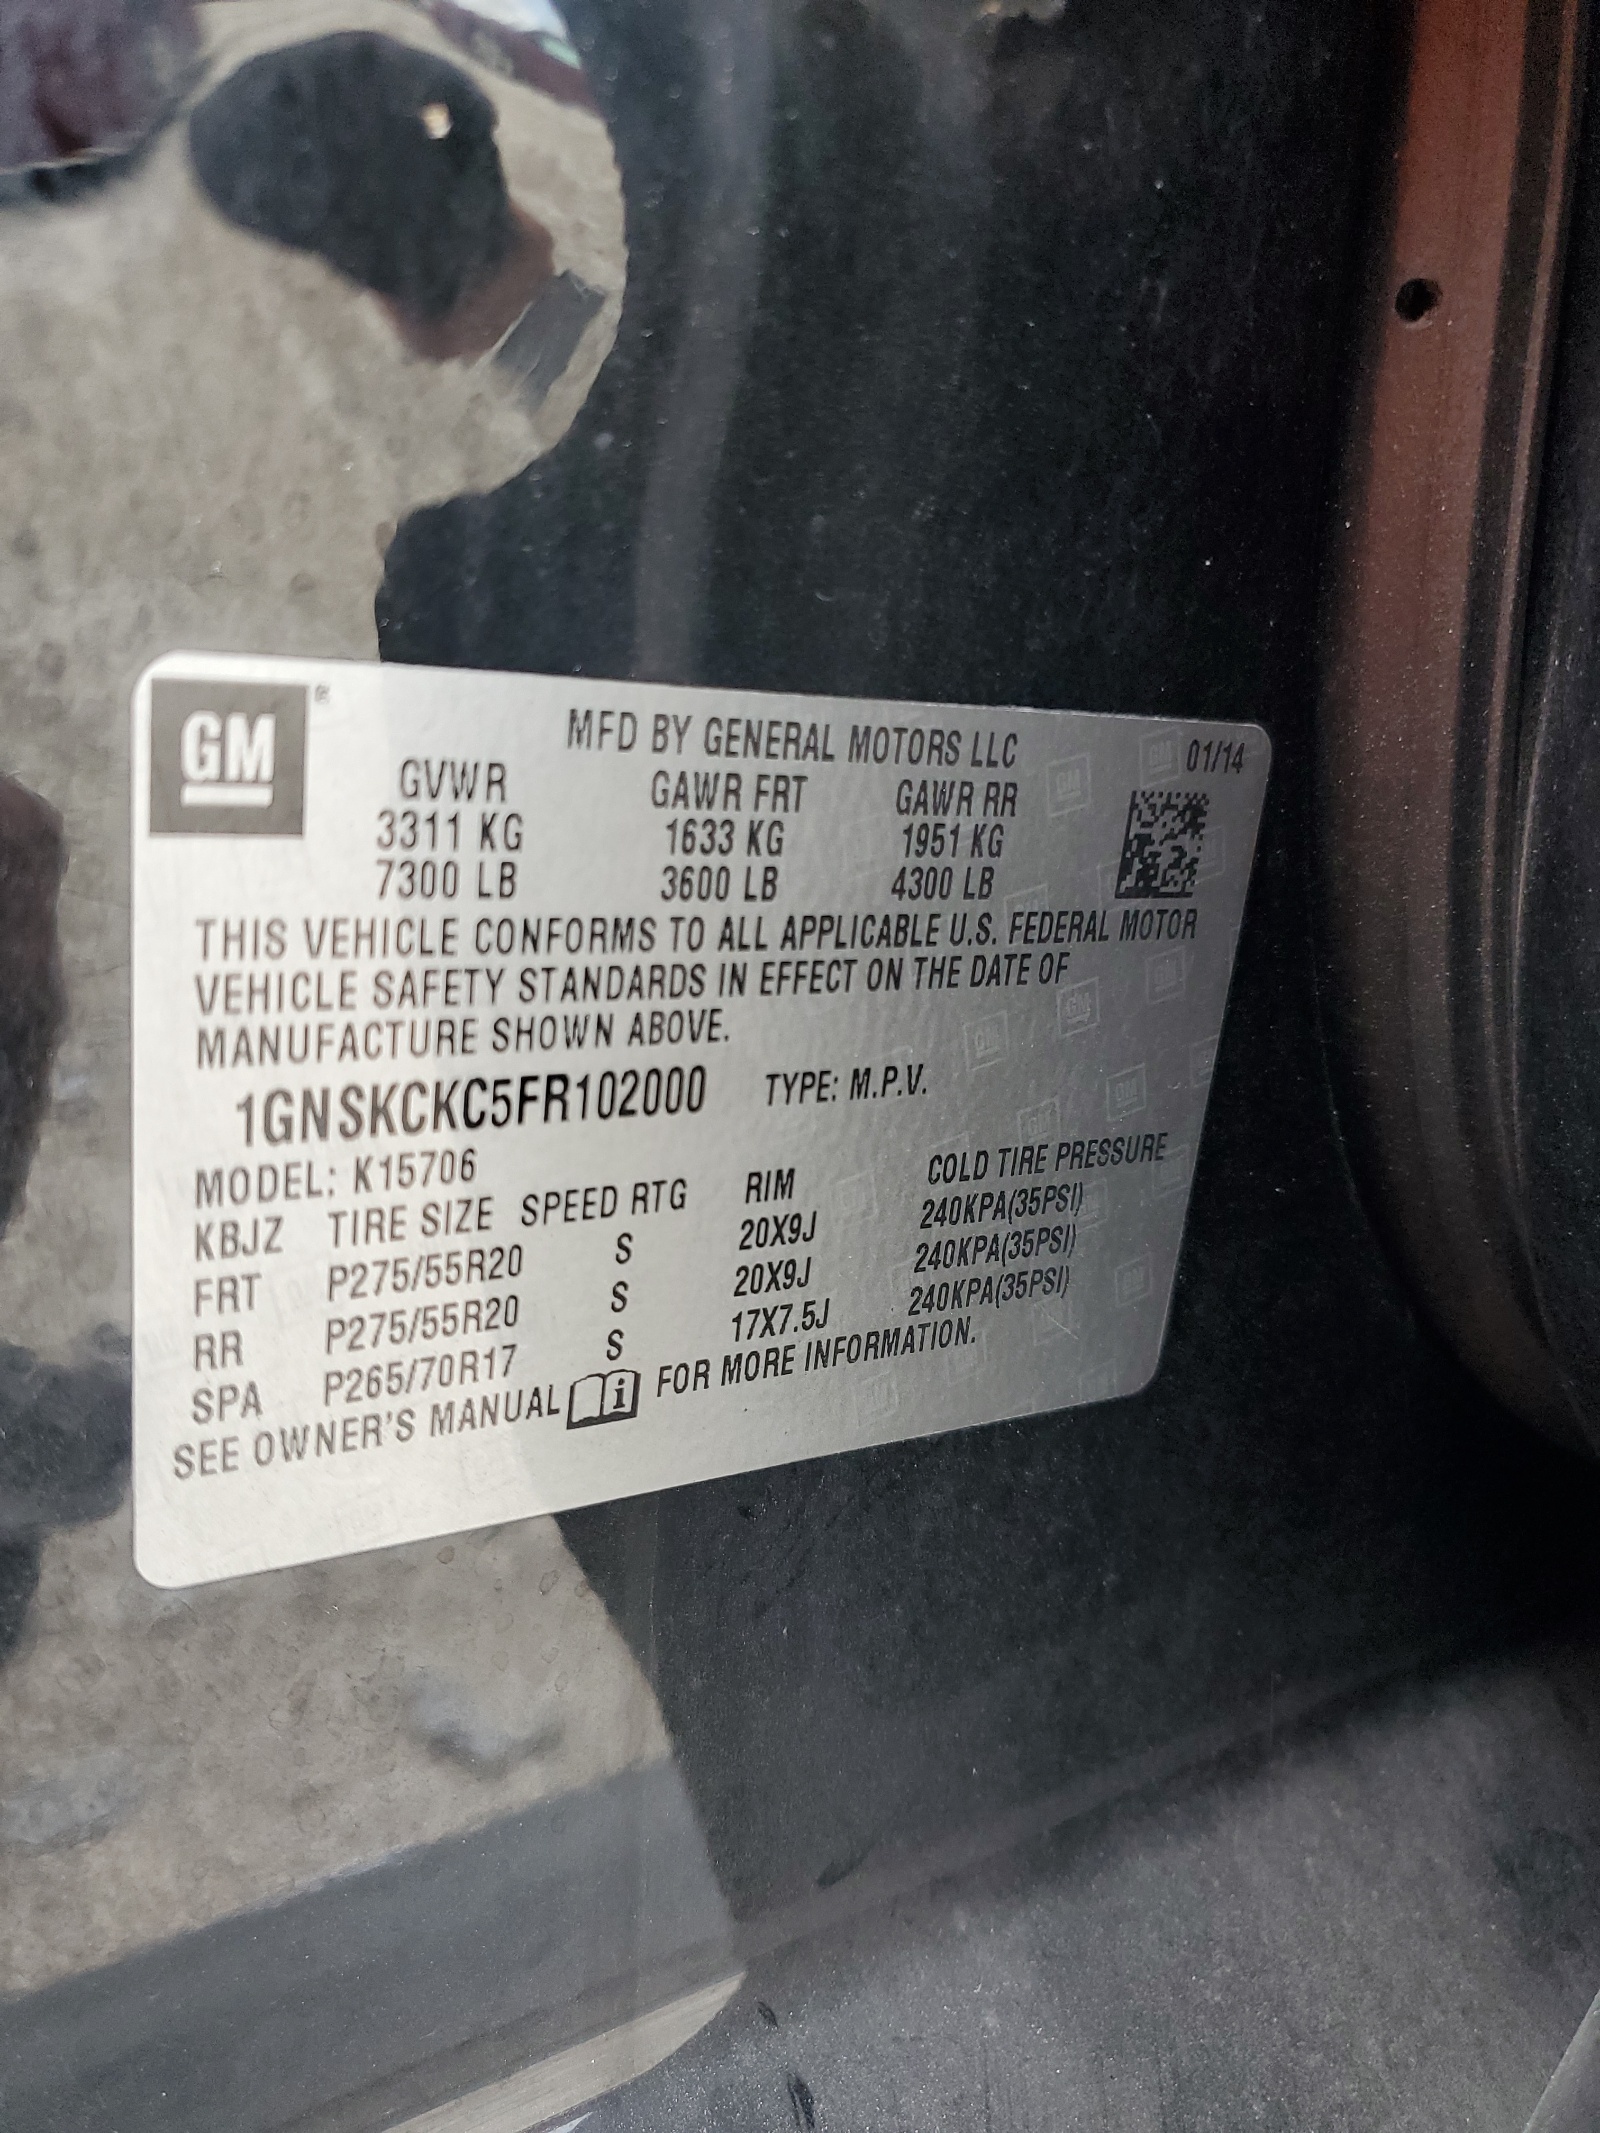 GM ®
MFD BY GENERAL MOTORS LLC 01/14
GVWR GAWR FRT GAWR RR
3311 KG 1633 KG 1951 KG
7300 LB 3600 LB 4300 LB
THIS VEHICLE CONFORMS TO ALL APPLICABLE U.S. FEDERAL MOTOR
VEHICLE SAFETY STANDARDS IN EFFECT ON THE DATE OF
MANUFACTURE SHOWN ABOVE.
1GNSKCKC5FR102000 TYPE: M.P.V.
MODEL: K15706
KBJZ TIRE SIZE SPEED RTG RIM COLD TIRE PRESSURE
FRT P275/55R20 S 20X9J 240KPA(35PSI)
RR P275/55R20 S 20X9J 240KPA(35PSI)
SPA P265/70R17 S 17X7.5J 240KPA(35PSI)
SEE OWNER'S MANUAL i FOR MORE INFORMATION.